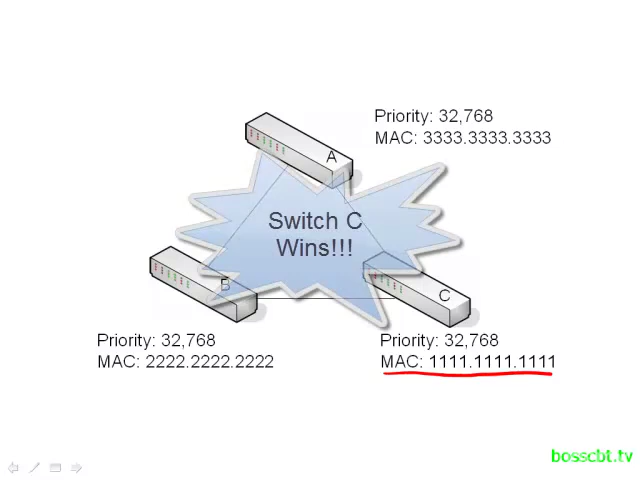 Priority: 32,768
MAC: 3333.3333.3333
A
Switch C
Wins!!!
B
C
Priority: 32,768
MAC: 2222.2222.2222
Priority: 32,768
MAC: 1111.1111.1111
bosscbt.tv